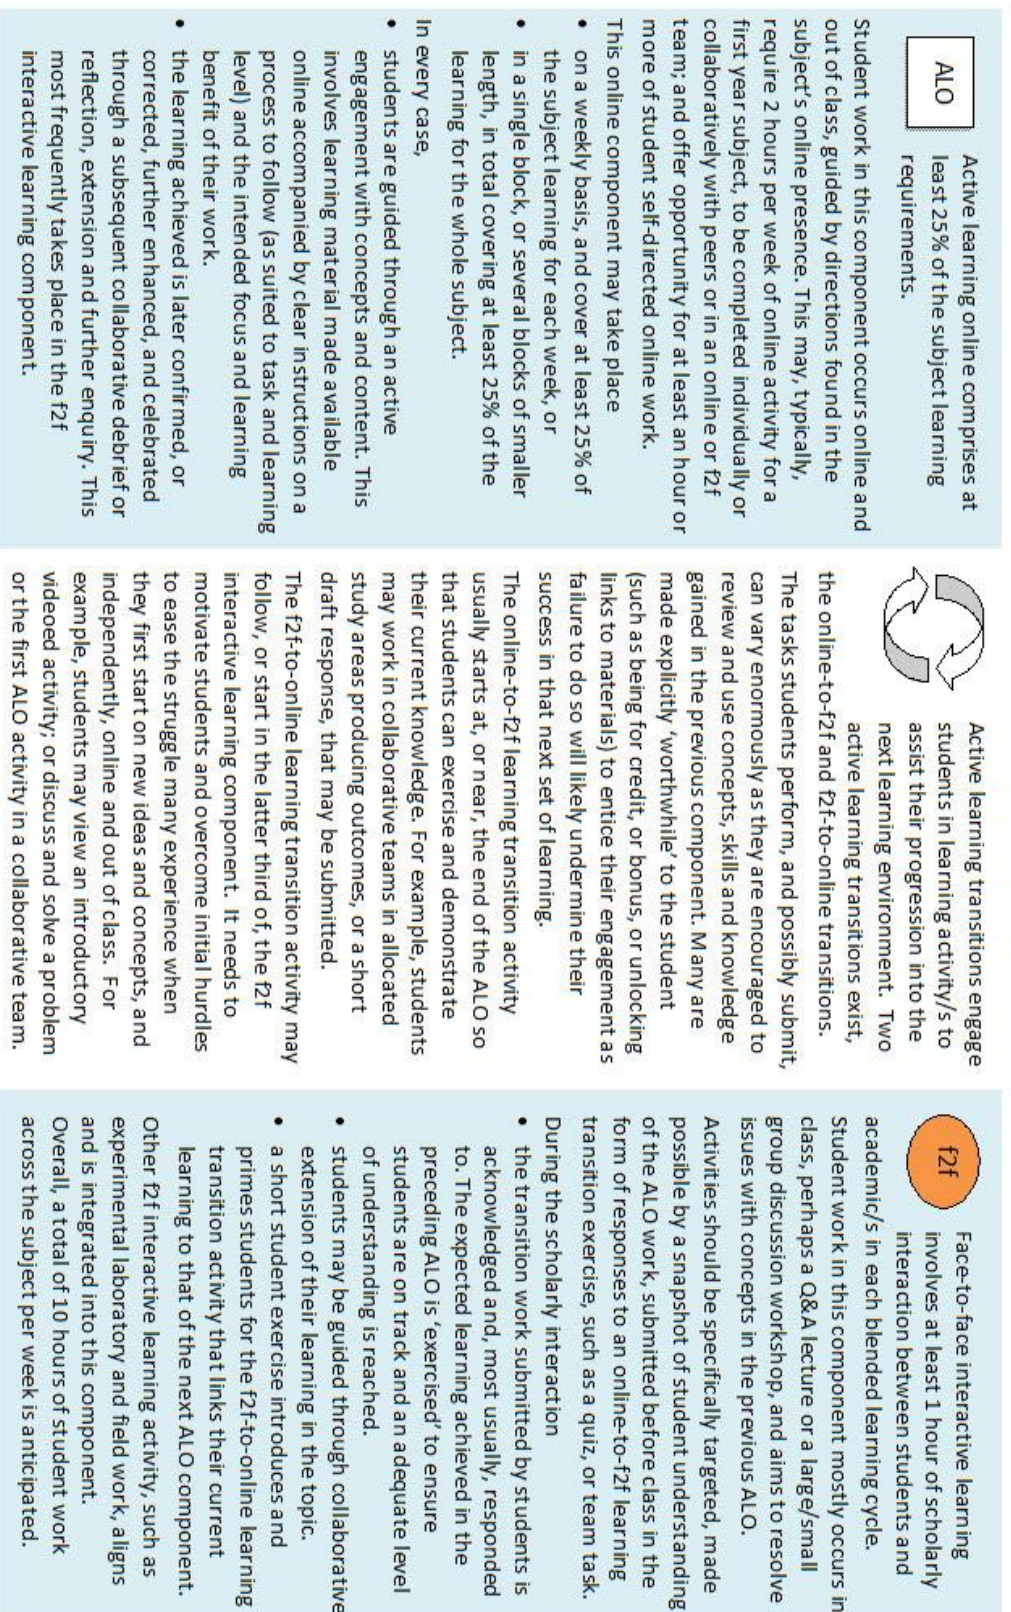 ALO
Active learning online comprises at
least 25% of the subject learning
requirements.
Student work in this component occurs online and
out of class, guided by directions found in the
subject's online presence. This may, typically,
require 2 hours per week of online activity for a
first year subject, to be completed individually or
collaboratively with peers or in an online or f2f
team; and offer opportunity for at least an hour or
more of student self-directed online work.
This online component may take place
• on a weekly basis, and cover at least 25% of
the subject learning for each week, or
• in a single block, or several blocks of smaller
length, in total covering at least 25% of the
learning for the whole subject.
In every case,
• students are guided through an active
engagement with concepts and content. This
involves learning material made available
online accompanied by clear instructions on a
process to follow (as suited to task and learning
level) and the intended focus and learning
benefit of their work.
• the learning achieved is later confirmed, or
corrected, further enhanced, and celebrated
through a subsequent collaborative debrief or
reflection, extension and further enquiry. This
most frequently takes place in the f2f
interactive learning component.
Active learning transitions engage
students in learning activity/s to
assist their progression into the
next learning environment. Two
active learning transitions exist,
the online-to-f2f and f2f-to-online transitions.
The tasks students perform, and possibly submit,
can vary enormously as they are encouraged to
review and use concepts, skills and knowledge
gained in the previous component. Many are
made explicitly 'worthwhile' to the student
(such as being for credit, or bonus, or unlocking
links to materials) to entice their engagement as
failure to do so will likely undermine their
success in that next set of learning.
The online-to-f2f learning transition activity
usually starts at, or near, the end of the ALO so
that students can exercise and demonstrate
their current knowledge. For example, students
may work in collaborative teams in allocated
study areas producing outcomes, or a short
draft response, that may be submitted.
The f2f-to-online learning transition activity may
follow, or start in the latter third of, the f2f
interactive learning component. It needs to
motivate students and overcome initial hurdles
to ease the struggle many experience when
they first start on new ideas and concepts, and
independently, online and out of class. For
example, students may view an introductory
videoed activity; or discuss and solve a problem
or the first ALO activity in a collaborative team.
f2f
Face-to-face interactive learning
involves at least 1 hour of scholarly
interaction between students and
academic/s in each blended learning cycle.
Student work in this component mostly occurs in
class, perhaps a Q&A lecture or a large/small
group discussion workshop, and aims to resolve
issues with concepts in the previous ALO.
Activities should be specifically targeted, made
possible by a snapshot of student understanding
of the ALO work, submitted before class in the
form of responses to an online-to-f2f learning
transition exercise, such as a quiz, or team task.
During the scholarly interaction
• the transition work submitted by students is
acknowledged and, most usually, responded
to. The expected learning achieved in the
preceding ALO is 'exercised' to ensure
students are on track and an adequate level
of understanding is reached.
• students may be guided through collaborative
extension of their learning in the topic.
• a short student exercise introduces and
primes students for the f2f-to-online learning
transition activity that links their current
learning to that of the next ALO component.
Other f2f interactive learning activity, such as
experimental laboratory and field work, aligns
and is integrated into this component.
Overall, a total of 10 hours of student work
across the subject per week is anticipated.